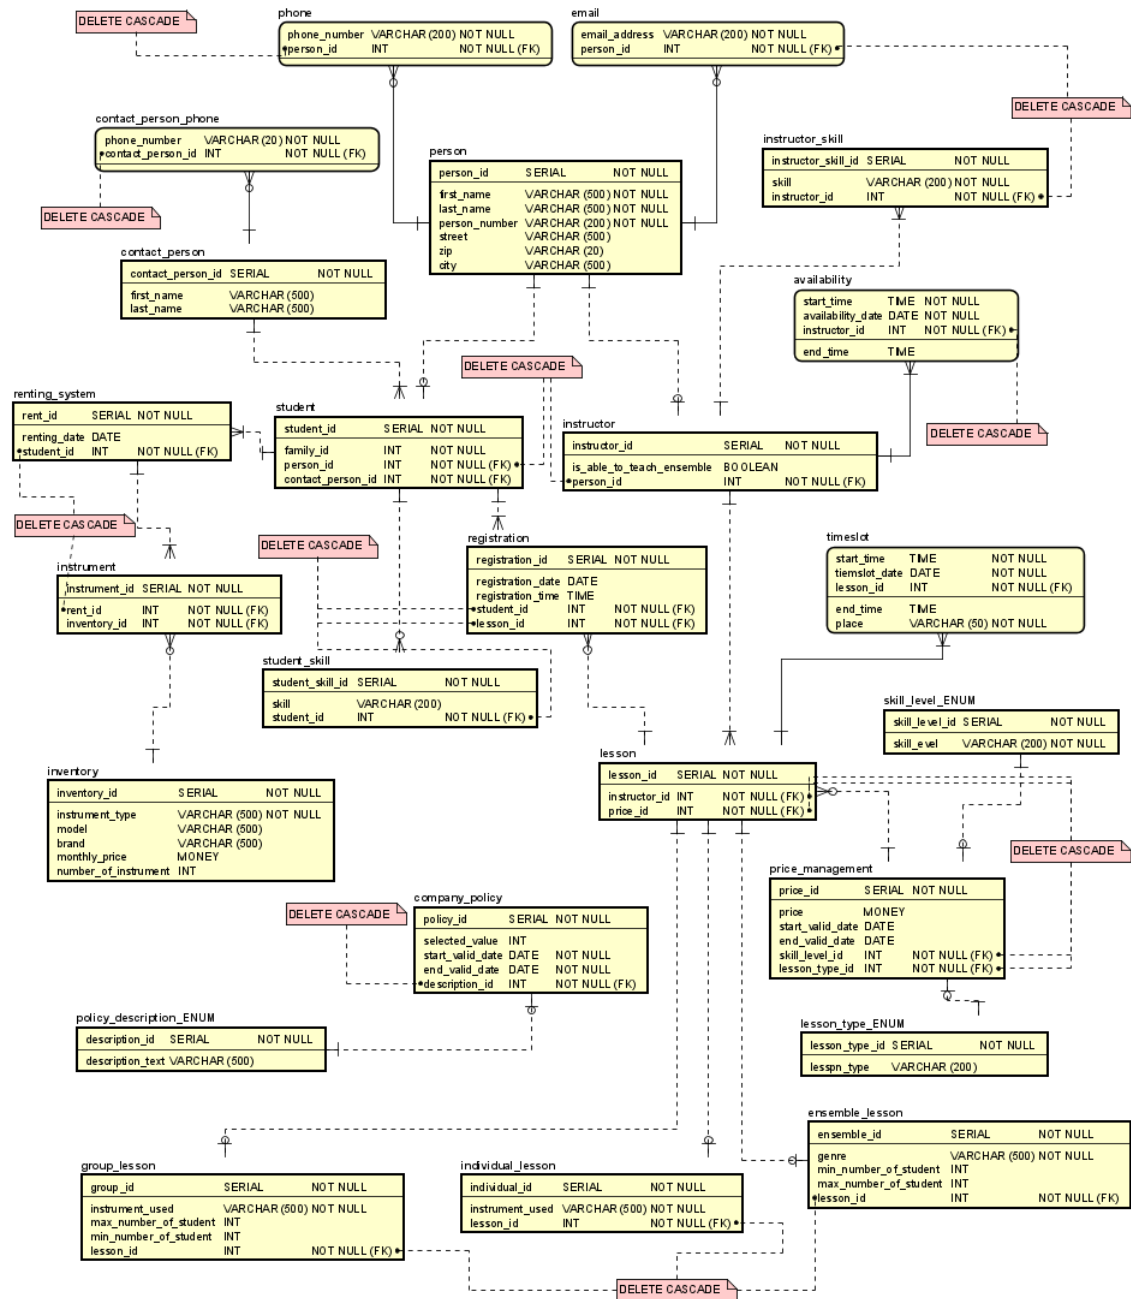 DELETE CASCADE
phone
phone_number VARCHAR (200) NOT NULL
person_id INT NOT NULL (FK)
email
email_address VARCHAR (200) NOT NULL
person_id INT NOT NULL (FK)
DELETE CASCADE
contact_person_phone
phone_number VARCHAR (20) NOT NULL
contact_person_id INT NOT NULL (FK)
DELETE CASCADE
person
person_id SERIAL NOT NULL
first_name VARCHAR (500) NOT NULL
last_name VARCHAR (500) NOT NULL
person_number VARCHAR (200) NOT NULL
street VARCHAR (500)
zip VARCHAR (20)
city VARCHAR (500)
instructor_skill
instructor_skill_id SERIAL NOT NULL
skill VARCHAR (200) NOT NULL
instructor_id INT NOT NULL (FK)
contact_person
contact_person_id SERIAL NOT NULL
first_name VARCHAR (500)
last_name VARCHAR (500)
availability
start_time TIME NOT NULL
availability_date DATE NOT NULL
instructor_id INT NOT NULL (FK)
end_time TIME
DELETE CASCADE
DELETE CASCADE
renting_system
rent_id SERIAL NOT NULL
renting_date DATE
student_id INT NOT NULL (FK)
student
student_id SERIAL NOT NULL
family_id INT NOT NULL
person_id INT NOT NULL (FK)
contact_person_id INT NOT NULL (FK)
instructor
instructor_id SERIAL NOT NULL
is_able_to_teach_ensemble BOOLEAN
person_id INT NOT NULL (FK)
DELETE CASCADE
DELETE CASCADE
instrument
instrument_id SERIAL NOT NULL
rent_id INT NOT NULL (FK)
inventory_id INT NOT NULL (FK)
registration
registration_id SERIAL NOT NULL
registration_date DATE
registration_time TIME
student_id INT NOT NULL (FK)
lesson_id INT NOT NULL (FK)
timeslot
start_time TIME NOT NULL
tiemslot_date DATE NOT NULL
lesson_id INT NOT NULL (FK)
end_time TIME
place VARCHAR (50) NOT NULL
student_skill
student_skill_id SERIAL NOT NULL
skill VARCHAR (200)
student_id INT NOT NULL (FK)
skill_level_ENUM
skill_level_id SERIAL NOT NULL
skill_evel VARCHAR (200) NOT NULL
lesson
lesson_id SERIAL NOT NULL
instructor_id INT NOT NULL (FK)
price_id INT NOT NULL (FK)
inventory
inventory_id SERIAL NOT NULL
instrument_type VARCHAR (500) NOT NULL
model VARCHAR (500)
brand VARCHAR (500)
monthly_price MONEY
number_of_instrument INT
DELETE CASCADE
price_management
price_id SERIAL NOT NULL
price MONEY
start_valid_date DATE
end_valid_date DATE
skill_level_id INT NOT NULL (FK)
lesson_type_id INT NOT NULL (FK)
DELETE CASCADE
company_policy
policy_id SERIAL NOT NULL
selected_value INT
start_valid_date DATE NOT NULL
end_valid_date DATE NOT NULL
description_id INT NOT NULL (FK)
policy_description_ENUM
description_id SERIAL NOT NULL
description_text VARCHAR (500)
lesson_type_ENUM
lesson_type_id SERIAL NOT NULL
lespn_type VARCHAR (200)
ensemble_lesson
ensemble_id SERIAL NOT NULL
genre VARCHAR (500) NOT NULL
min_number_of_student INT
max_number_of_student INT
lesson_id INT NOT NULL (FK)
group_lesson
group_id SERIAL NOT NULL
instrument_used VARCHAR (500) NOT NULL
max_number_of_student INT
min_number_of_student INT
lesson_id INT NOT NULL (FK)
individual_lesson
individual_id SERIAL NOT NULL
instrument_used VARCHAR (500) NOT NULL
lesson_id INT NOT NULL (FK)
DELETE CASCADE